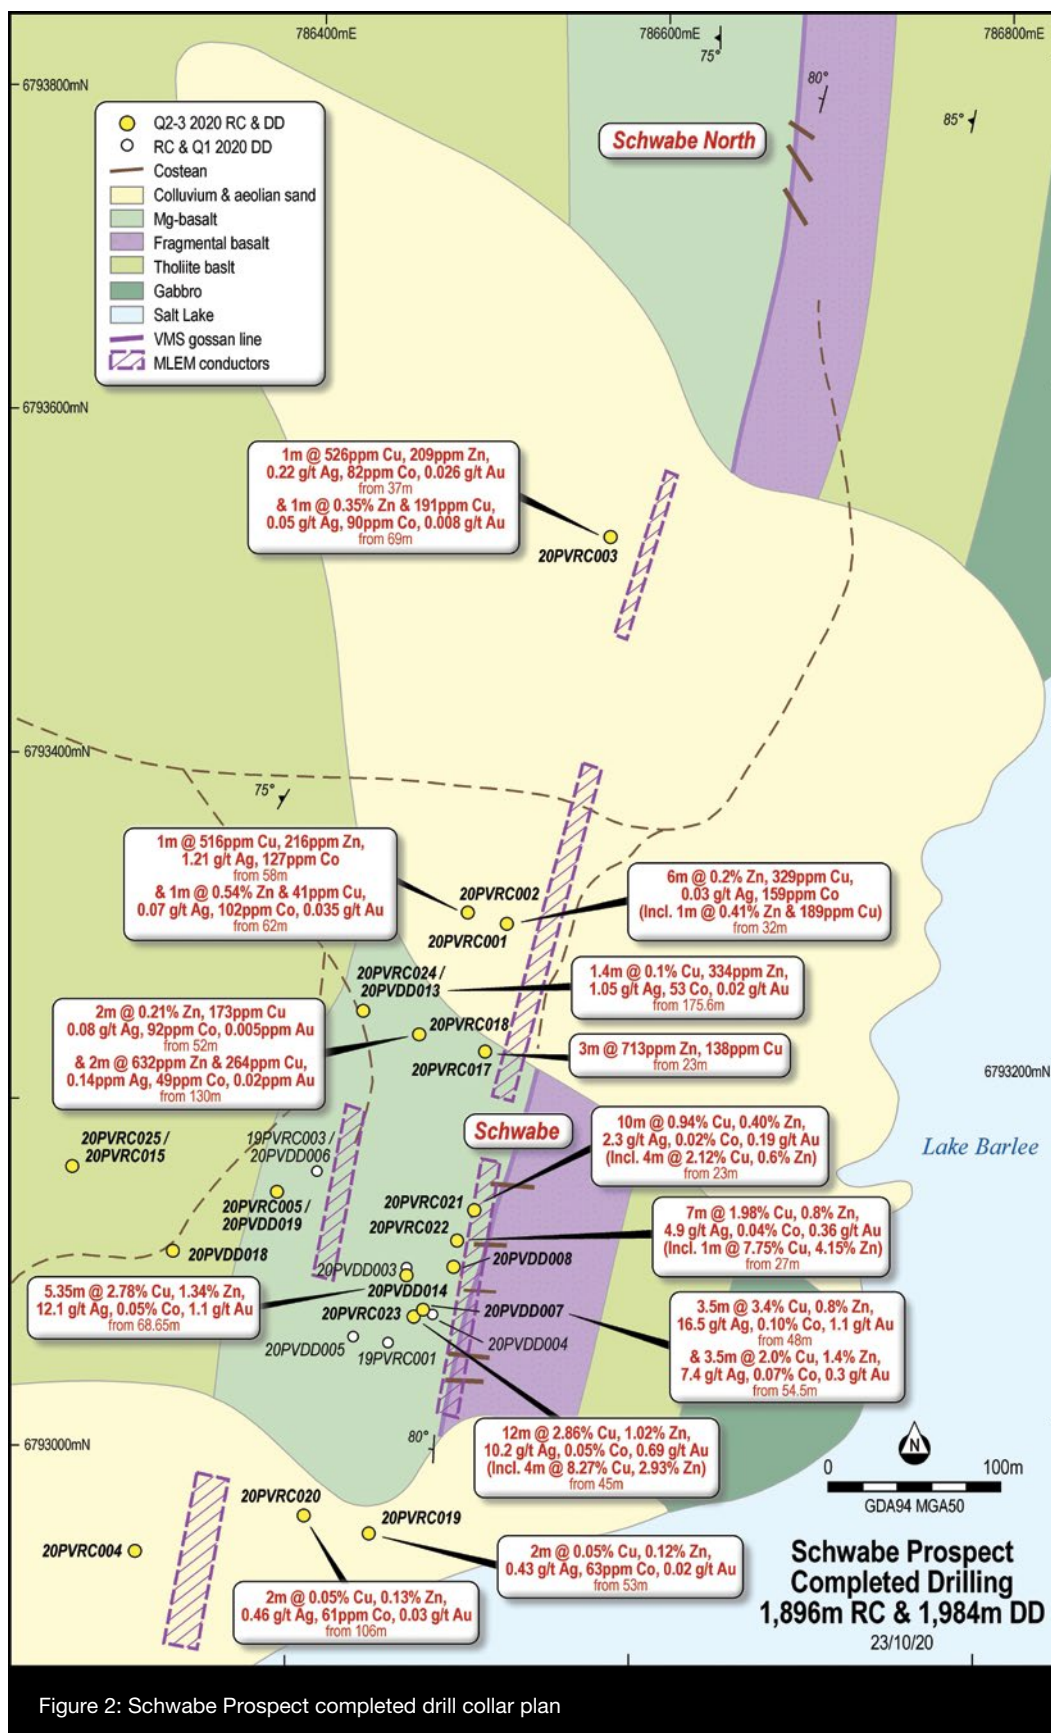 786400mE
786600mE
786800mE
75°
80°
85°
6793800mN
Q2-3 2020 RC & DD
RC & Q1 2020 DD
Costean
Colluvium & aeolian sand
Mg-basalt
Fragmental basalt
Tholiite baslt
Gabbro
Salt Lake
VMS gossan line
MLEM conductors
Schwabe North
6793600mN
1m @ 526ppm Cu, 209ppm Zn,
0.22 g/t Ag, 82ppm Co, 0.026 g/t Au
from 37m
& 1m @ 0.35% Zn & 191ppm Cu,
0.05 g/t Ag, 90ppm Co, 0.008 g/t Au
from 69m
20PVRC003
6793400mN
75°
1m @ 516ppm Cu, 216ppm Zn,
1.21 g/t Ag, 127ppm Co
from 58m
& 1m @ 0.54% Zn & 41ppm Cu,
0.07 g/t Ag, 102ppm Co, 0.035 g/t Au
from 62m
20PVRC002
20PVRC001
6m @ 0.2% Zn, 329ppm Cu,
0.03 g/t Ag, 159ppm Co
(Incl. 1m @ 0.41% Zn & 189ppm Cu)
from 32m
20PVRC024 /
20PVDD013
1.4m @ 0.1% Cu, 334ppm Zn,
1.05 g/t Ag, 53 Co, 0.02 g/t Au
from 175.6m
2m @ 0.21% Zn, 173ppm Cu
0.08 g/t Ag, 92ppm Co, 0.005ppm Au
from 52m
& 2m @ 632ppm Zn & 264ppm Cu,
0.14ppm Ag, 49ppm Co, 0.02ppm Au
from 130m
20PVRC018
20PVRC017
3m @ 713ppm Zn, 138ppm Cu
from 23m
6793200mN
Schwabe
10m @ 0.94% Cu, 0.40% Zn,
2.3 g/t Ag, 0.02% Co, 0.19 g/t Au
(Incl. 4m @ 2.12% Cu, 0.6% Zn)
from 23m
Lake Barlee
20PVRC025 /
20PVRC015
19PVRC003 /
20PVDD006
20PVRC005 /
20PVDD019
20PVRC021
20PVRC022
7m @ 1.98% Cu, 0.8% Zn,
4.9 g/t Ag, 0.04% Co, 0.36 g/t Au
(Incl. 1m @ 7.75% Cu, 4.15% Zn)
from 27m
20PVDD018
20PVDD003
20PVDD008
20PVDD014
5.35m @ 2.78% Cu, 1.34% Zn,
12.1 g/t Ag, 0.05% Co, 1.1 g/t Au
from 68.65m
20PVRC023
20PVDD007
20PVDD005
19PVRC001
20PVDD004
3.5m @ 3.4% Cu, 0.8% Zn,
16.5 g/t Ag, 0.10% Co, 1.1 g/t Au
from 48m
& 3.5m @ 2.0% Cu, 1.4% Zn,
7.4 g/t Ag, 0.07% Co, 0.3 g/t Au
from 54.5m
6793000mN
80°
12m @ 2.86% Cu, 1.02% Zn,
10.2 g/t Ag, 0.05% Co, 0.69 g/t Au
(Incl. 4m @ 8.27% Cu, 2.93% Zn)
from 45m
N
0 100m
GDA94 MGA50
20PVRC020
20PVRC019
20PVRC004
2m @ 0.05% Cu, 0.12% Zn,
0.43 g/t Ag, 63ppm Co, 0.02 g/t Au
from 53m
2m @ 0.05% Cu, 0.13% Zn,
0.46 g/t Ag, 61ppm Co, 0.03 g/t Au
from 106m
Schwabe Prospect
Completed Drilling
1,896m RC & 1,984m DD
23/10/20
Figure 2: Schwabe Prospect completed drill collar plan